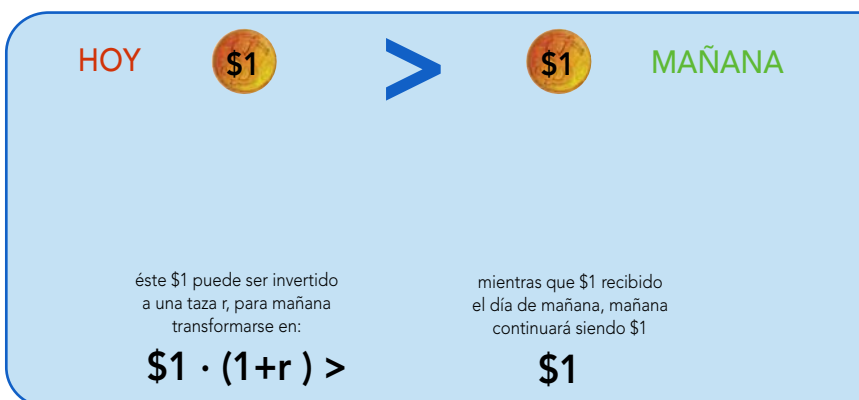 HOY $1 > $1 MAÑANA
éste $1 puede ser invertido
a una taza r, para mañana
transformarse en:
$1 · (1+r ) >
mientras que $1 recibido
el día de mañana, mañana
continuará siendo $1
$1